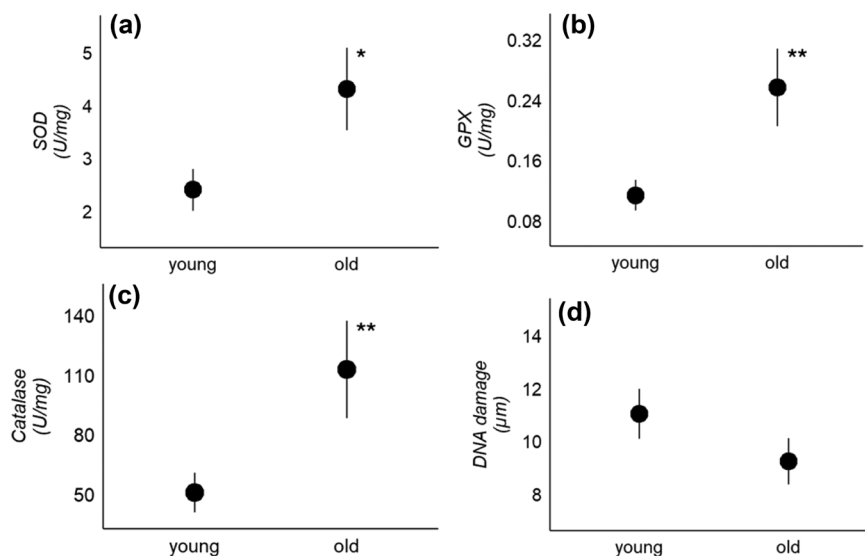 (a)
SOD
(U/mg)
5
4
3
2
*
young old
(b)
GPX
(U/mg)
0.32
0.24
0.16
0.08
**
young old
(c)
Catalase
(U/mg)
140
110
80
50
**
young old
(d)
DNA damage
(µm)
14
12
10
8
young old